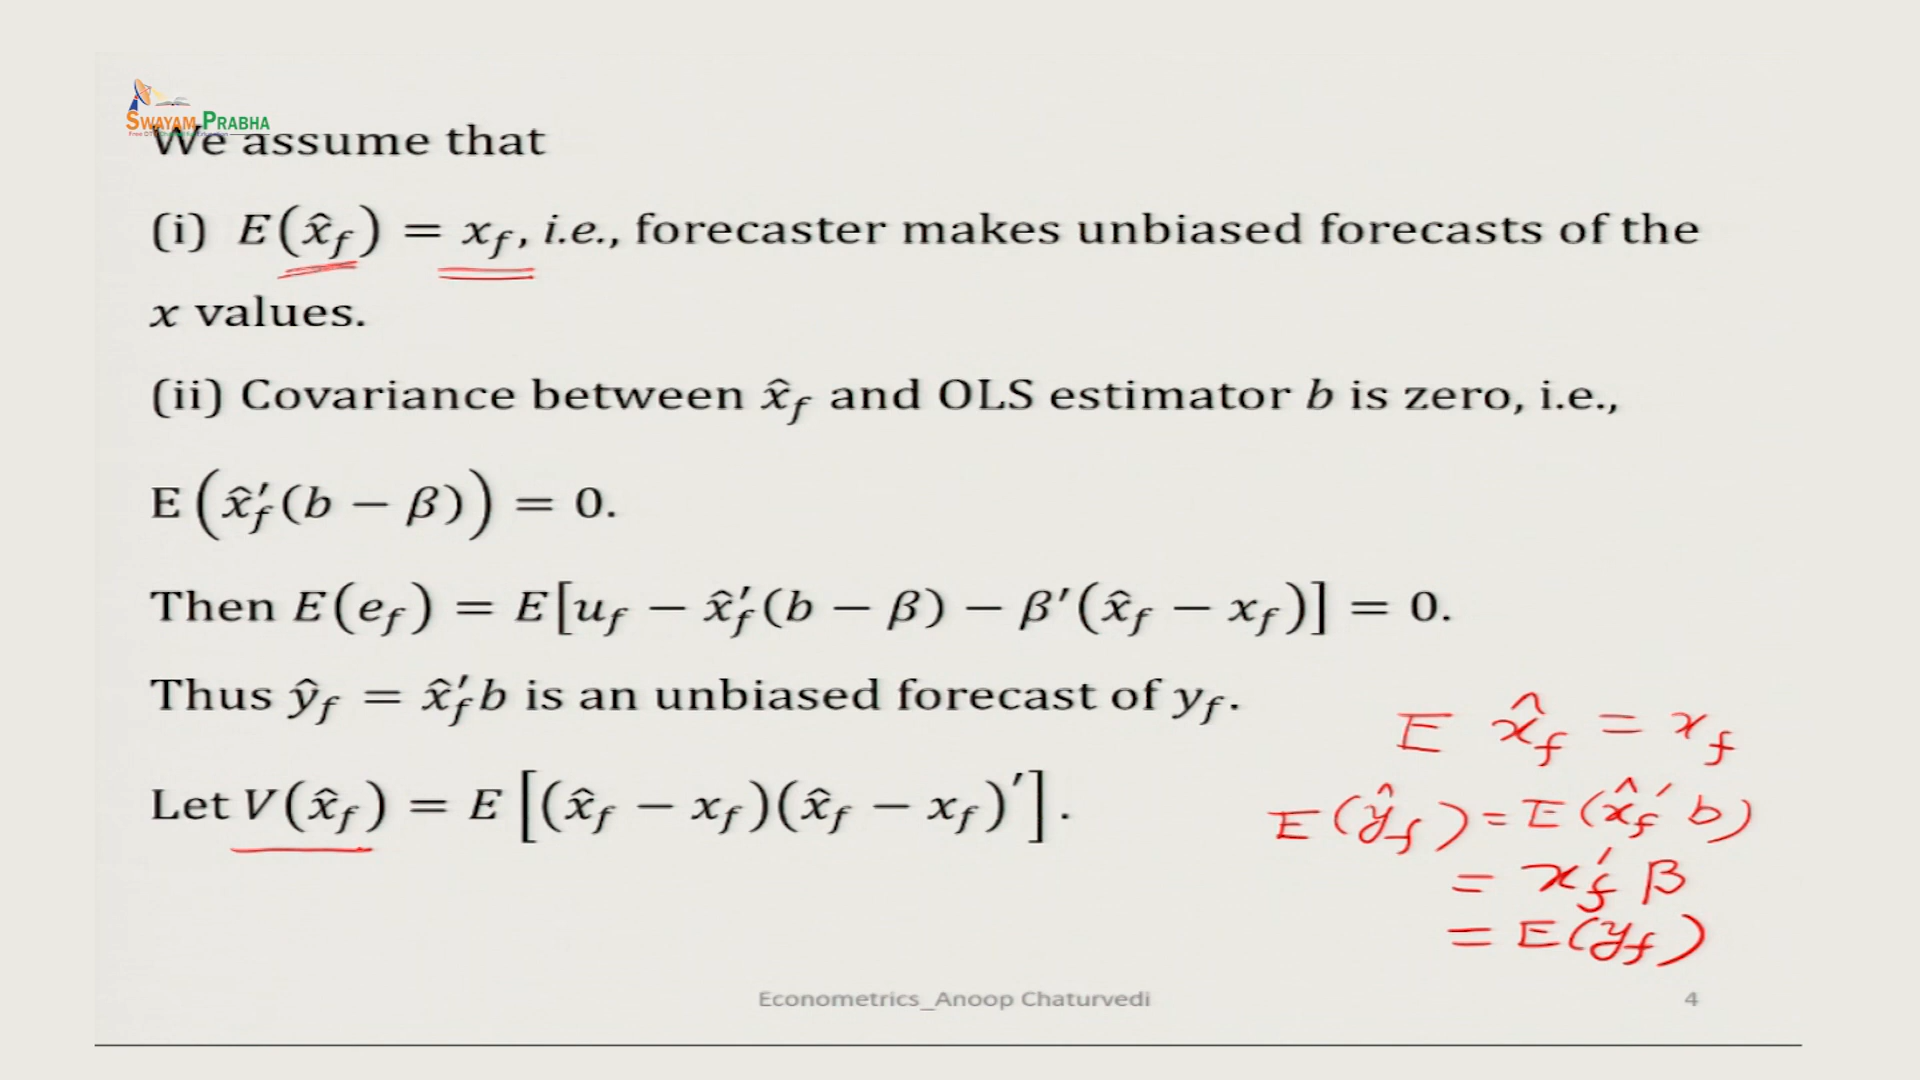 SWAYAM PRABHA
We assume that
(i) E(x̂_f) = x_f, i.e., forecaster makes unbiased forecasts of the
x values.
(ii) Covariance between x̂_f and OLS estimator b is zero, i.e.,
E(x̂′_f(b − β)) = 0.
Then E(e_f) = E[u_f − x̂′_f(b − β) − β′(x̂_f − x_f)] = 0.
Thus ŷ_f = x̂′_f b is an unbiased forecast of y_f.
Let V(x̂_f) = E[(x̂_f − x_f)(x̂_f − x_f)′].
E x̂_f = x_f
E(ŷ_f) = E(x̂′_f b)
= x′_f β
= E(y_f)
Econometrics_Anoop Chaturvedi
4